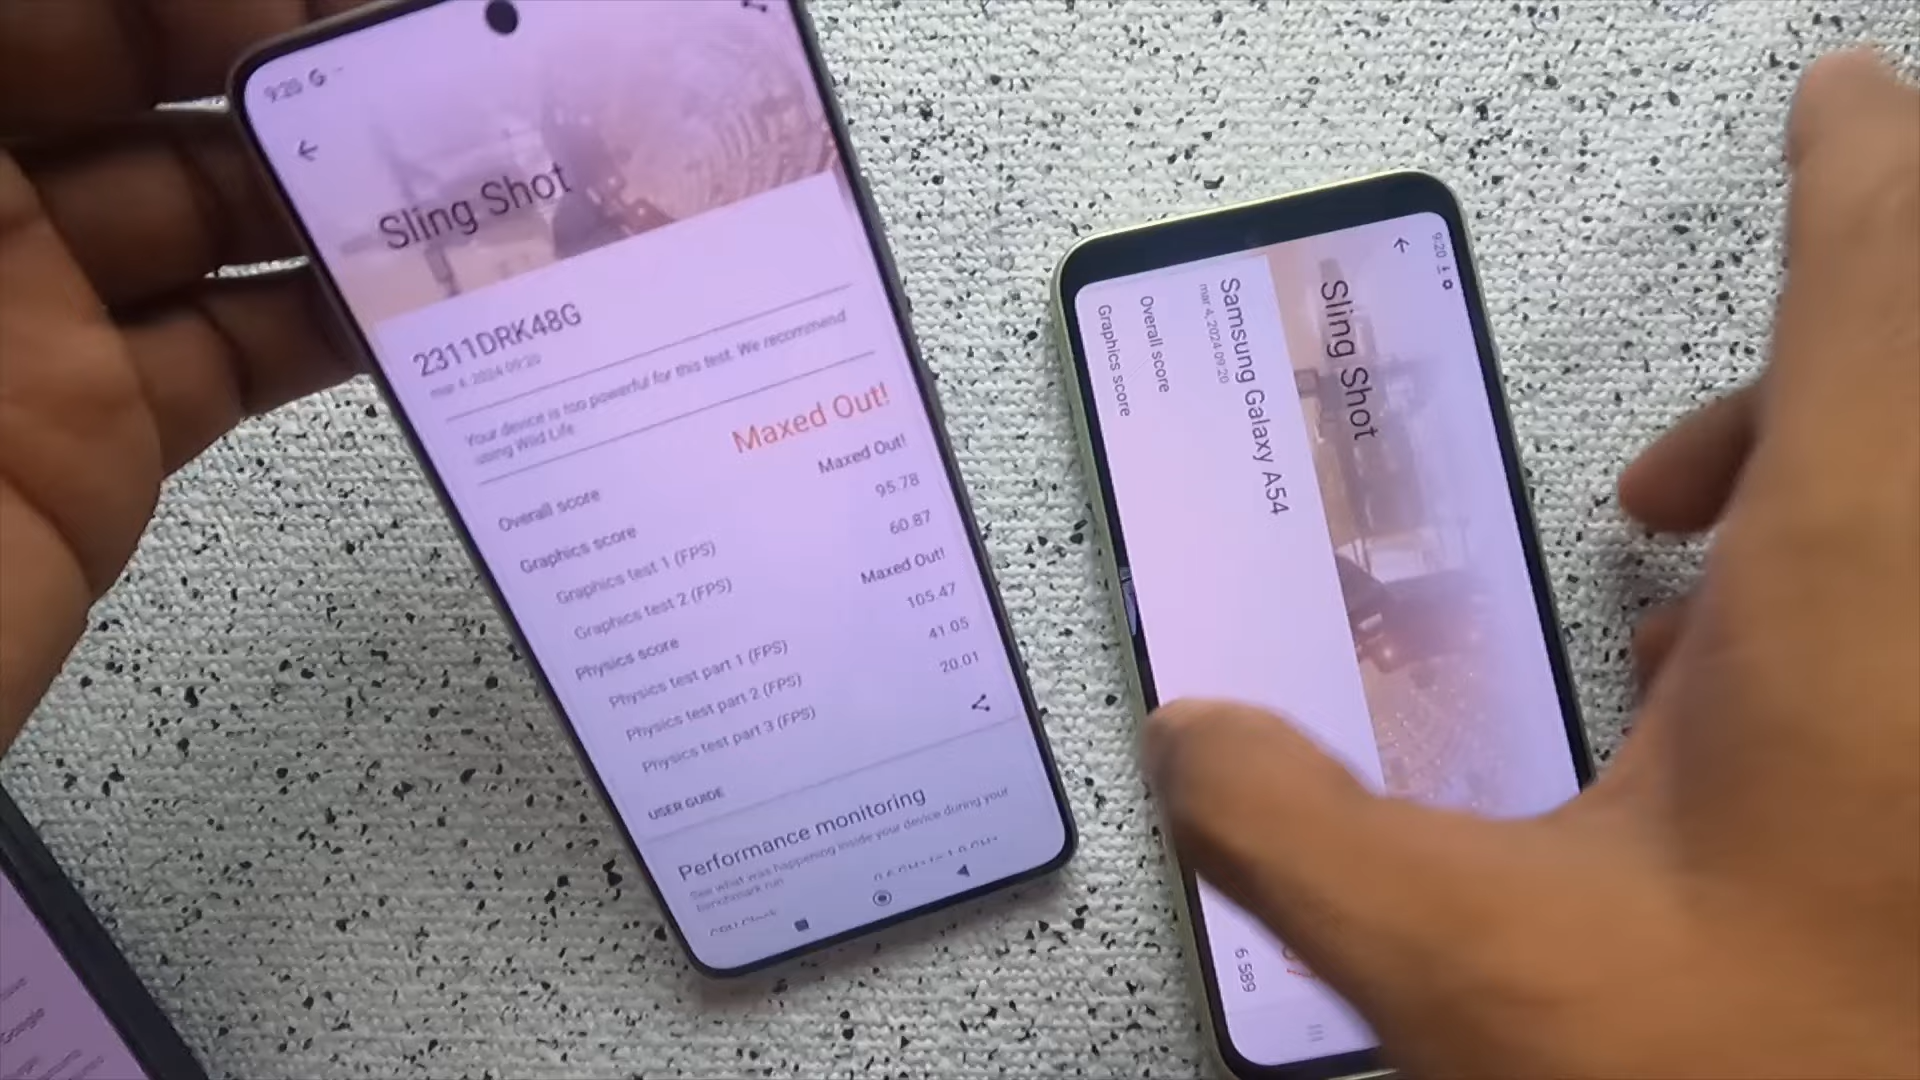 9:20 G
Sling Shot
2311DRK48G
mar 4, 2024 09:20
Your device is too powerful for this test. We recommend
using Wild Life
Maxed Out!
Overall score Maxed Out!
Graphics score 95.78
Graphics test 1 (FPS) 60.87
Graphics test 2 (FPS) Maxed Out!
Physics score 105.47
Physics test part 1 (FPS) 41.05
Physics test part 2 (FPS) 20.01
Physics test part 3 (FPS)
USER GUIDE
Performance monitoring
See what was happening inside your device during your
benchmark run
9:20
Sling Shot
Samsung Galaxy A54
mar 4, 2024 09:20
Overall score
Graphics score
6 589
Google